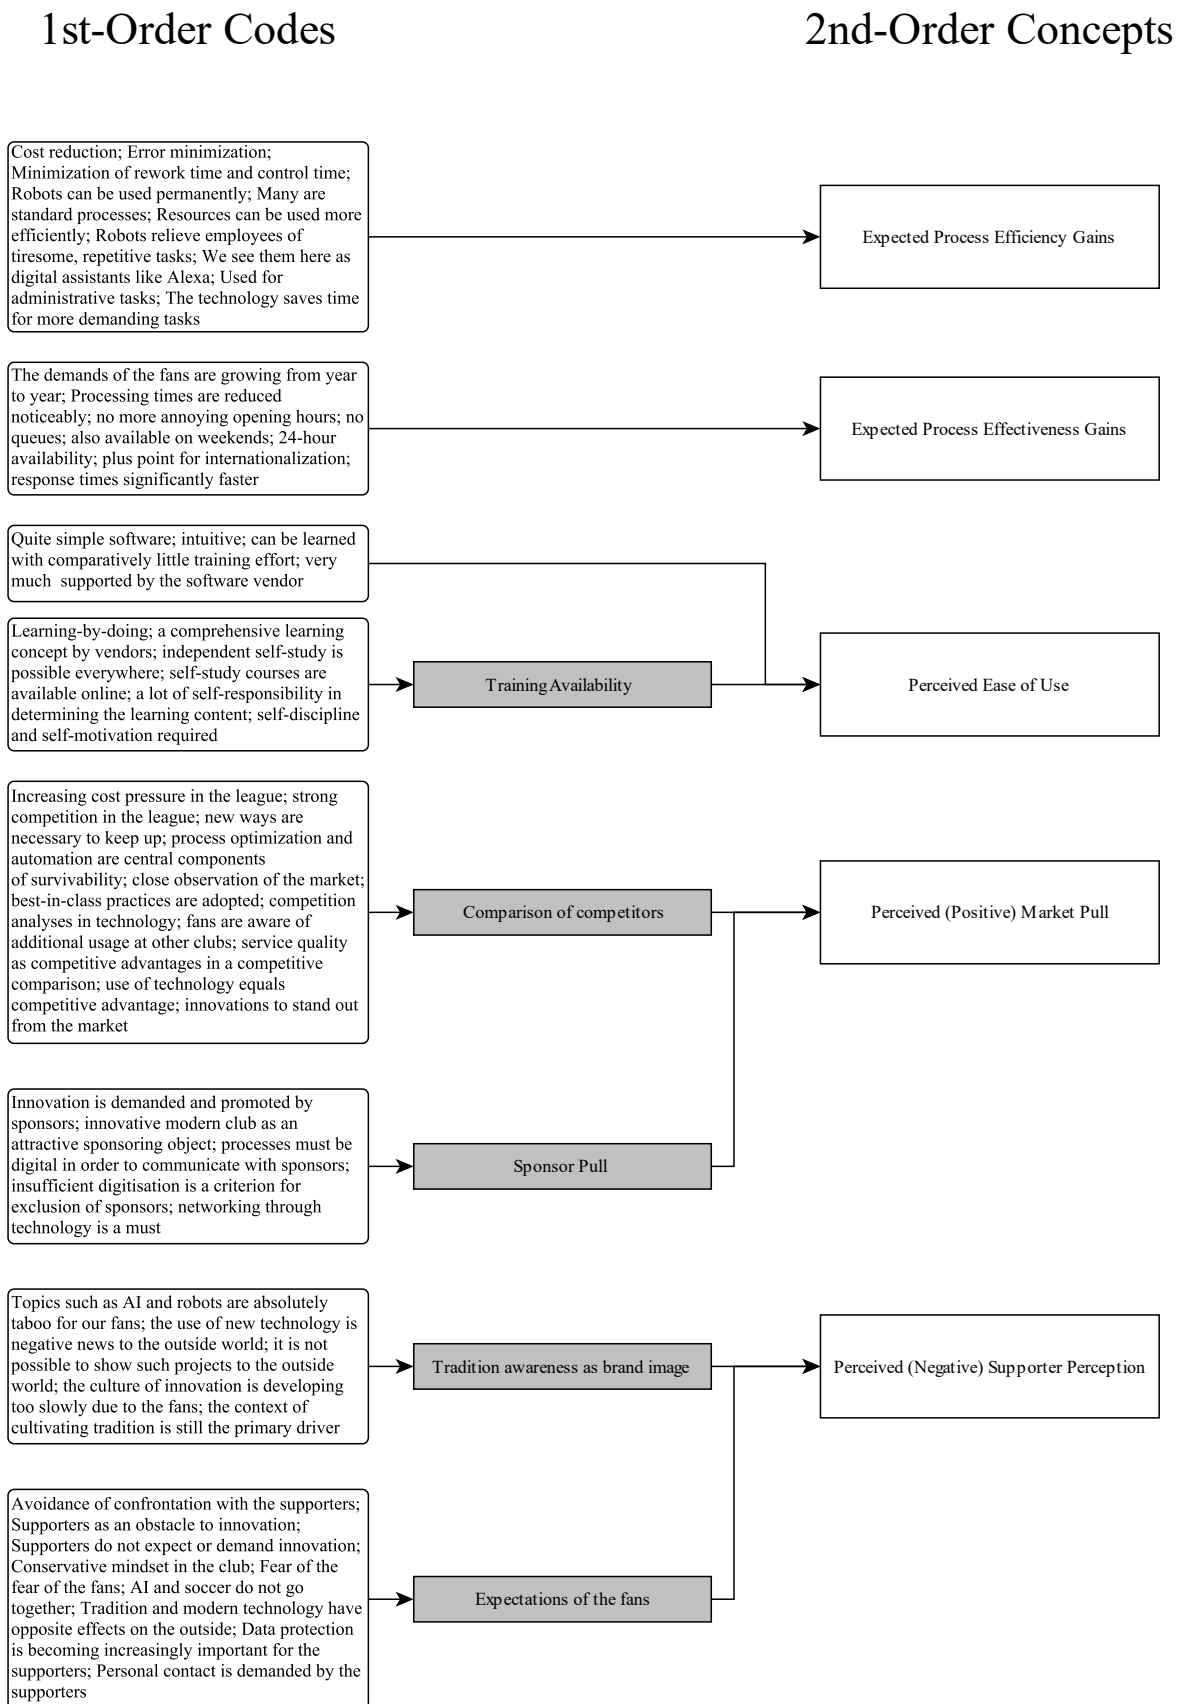 1st-Order Codes
2nd-Order Concepts
Cost reduction; Error minimization;
Minimization of rework time and control time;
Robots can be used permanently; Many are
standard processes; Resources can be used more
efficiently; Robots relieve employees of
tiresome, repetitive tasks; We see them here as
digital assistants like Alexa; Used for
administrative tasks; The technology saves time
for more demanding tasks
Expected Process Efficiency Gains
The demands of the fans are growing from year
to year; Processing times are reduced
noticeably; no more annoying opening hours; no
queues; also available on weekends; 24-hour
availability; plus point for internationalization;
response times significantly faster
Expected Process Effectiveness Gains
Quite simple software; intuitive; can be learned
with comparatively little training effort; very
much supported by the software vendor
Learning-by-doing; a comprehensive learning
concept by vendors; independent self-study is
possible everywhere; self-study courses are
available online; a lot of self-responsibility in
determining the learning content; self-discipline
and self-motivation required
Training Availability
Perceived Ease of Use
Increasing cost pressure in the league; strong
competition in the league; new ways are
necessary to keep up; process optimization and
automation are central components
of survivability; close observation of the market;
best-in-class practices are adopted; competition
analyses in technology; fans are aware of
additional usage at other clubs; service quality
as competitive advantages in a competitive
comparison; use of technology equals
competitive advantage; innovations to stand out
from the market
Comparison of competitors
Perceived (Positive) Market Pull
Innovation is demanded and promoted by
sponsors; innovative modern club as an
attractive sponsoring object; processes must be
digital in order to communicate with sponsors;
insufficient digitisation is a criterion for
exclusion of sponsors; networking through
technology is a must
Sponsor Pull
Topics such as AI and robots are absolutely
taboo for our fans; the use of new technology is
negative news to the outside world; it is not
possible to show such projects to the outside
world; the culture of innovation is developing
too slowly due to the fans; the context of
cultivating tradition is still the primary driver
Tradition awareness as brand image
Perceived (Negative) Supporter Perception
Avoidance of confrontation with the supporters;
Supporters as an obstacle to innovation;
Supporters do not expect or demand innovation;
Conservative mindset in the club; Fear of the
fear of the fans; AI and soccer do not go
together; Tradition and modern technology have
opposite effects on the outside; Data protection
is becoming increasingly important for the
supporters; Personal contact is demanded by the
supporters
Expectations of the fans